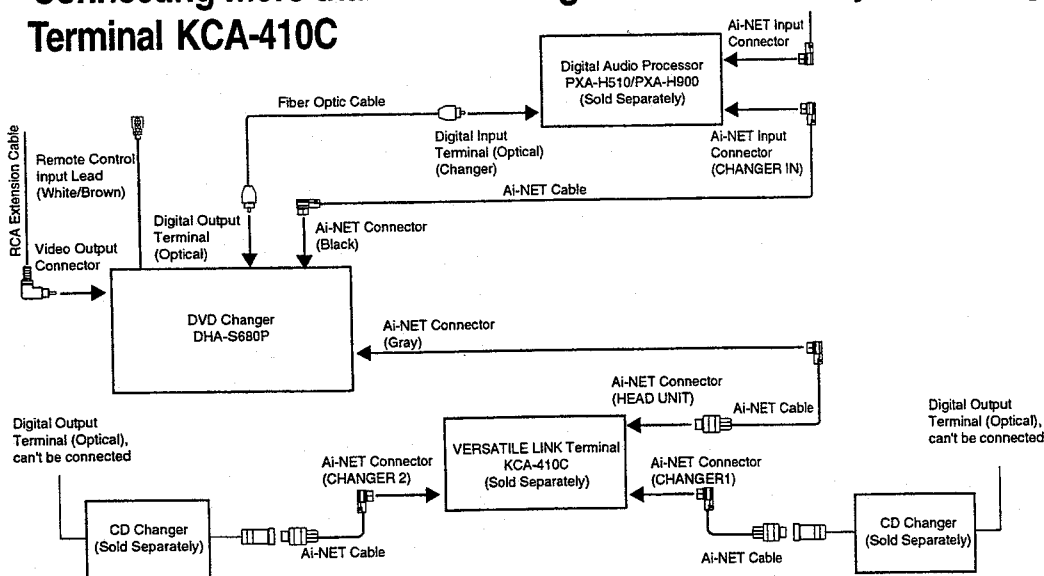 Terminal KCA-410C
Ai-NET Input
Connector
Digital Audio Processor
PXA-H510/PXA-H900
(Sold Separately)
Fiber Optic Cable
Digital Input
Terminal (Optical)
(Changer)
Ai-NET Input
Connector
(CHANGER IN)
RCA Extension Cable
Remote Control
Input Lead
(White/Brown)
Ai-NET Cable
Digital Output
Terminal
(Optical)
Ai-NET Connector
(Black)
Video Output
Connector
DVD Changer
DHA-S680P
Ai-NET Connector
(Gray)
Ai-NET Connector
(HEAD UNIT)
Ai-NET Cable
Digital Output
Terminal (Optical),
can't be connected
Digital Output
Terminal (Optical),
can't be connected
VERSATILE LINK Terminal
KCA-410C
(Sold Separately)
Ai-NET Connector
(CHANGER 2)
Ai-NET Connector
(CHANGER1)
CD Changer
(Sold Separately)
Ai-NET Cable
Ai-NET Cable
CD Changer
(Sold Separately)